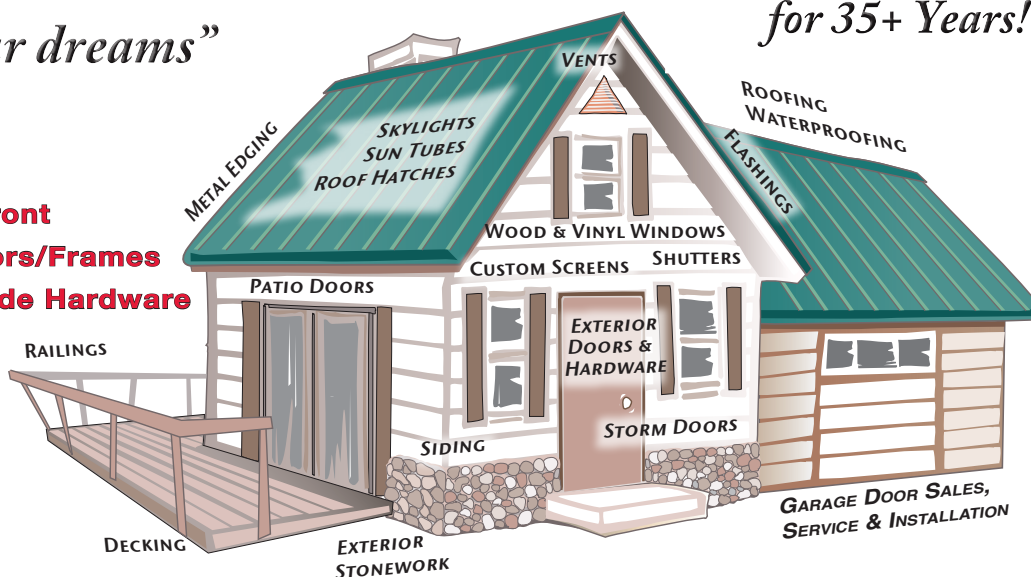 r dreams”
for 35+ Years!
VENTS
ROOFING
WATERPROOFING
METAL EDGING
SKYLIGHTS
SUN TUBES
ROOF HATCHES
FLASHINGS
ront
ors/Frames
de Hardware
WOOD & VINYL WINDOWS
CUSTOM SCREENS
SHUTTERS
PATIO DOORS
EXTERIOR
DOORS &
HARDWARE
RAILINGS
STORM DOORS
SIDING
GARAGE DOOR SALES,
SERVICE & INSTALLATION
DECKING
EXTERIOR
STONEWORK